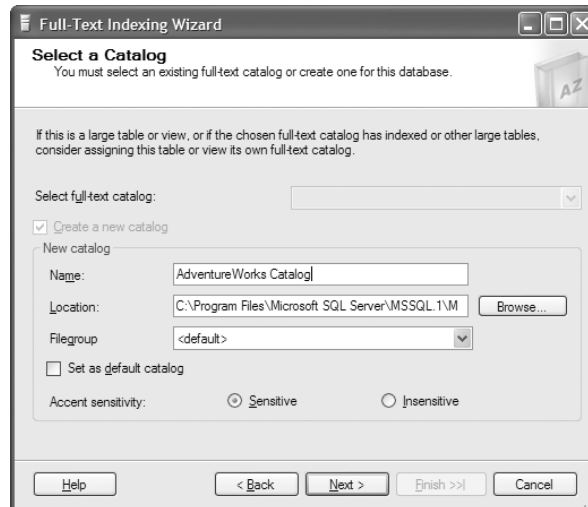 Full-Text Indexing Wizard
Select a Catalog
You must select an existing full-text catalog or create one for this database.
AZ
If this is a large table or view, or if the chosen full-text catalog has indexed or other large tables,
consider assigning this table or view its own full-text catalog.
Select full-text catalog:
Create a new catalog
New catalog
Name: AdventureWorks Catalog
Location: C:\Program Files\Microsoft SQL Server\MSSQL.1\M Browse...
Filegroup <default>
Set as default catalog
Accent sensitivity: Sensitive Insensitive
Help < Back Next > Finish >>| Cancel